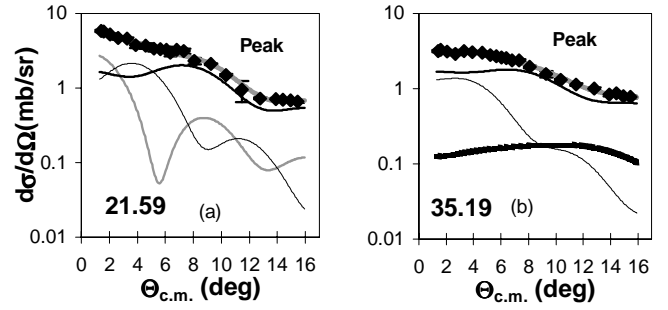 dσ/dΩ(mb/sr)
10
1
0.1
0.01
Peak
21.59
(a)
0 2 4 6 8 10 12 14 16
Θc.m. (deg)
10
1
0.1
0.01
Peak
35.19
(b)
0 2 4 6 8 10 12 14 16
Θc.m. (deg)